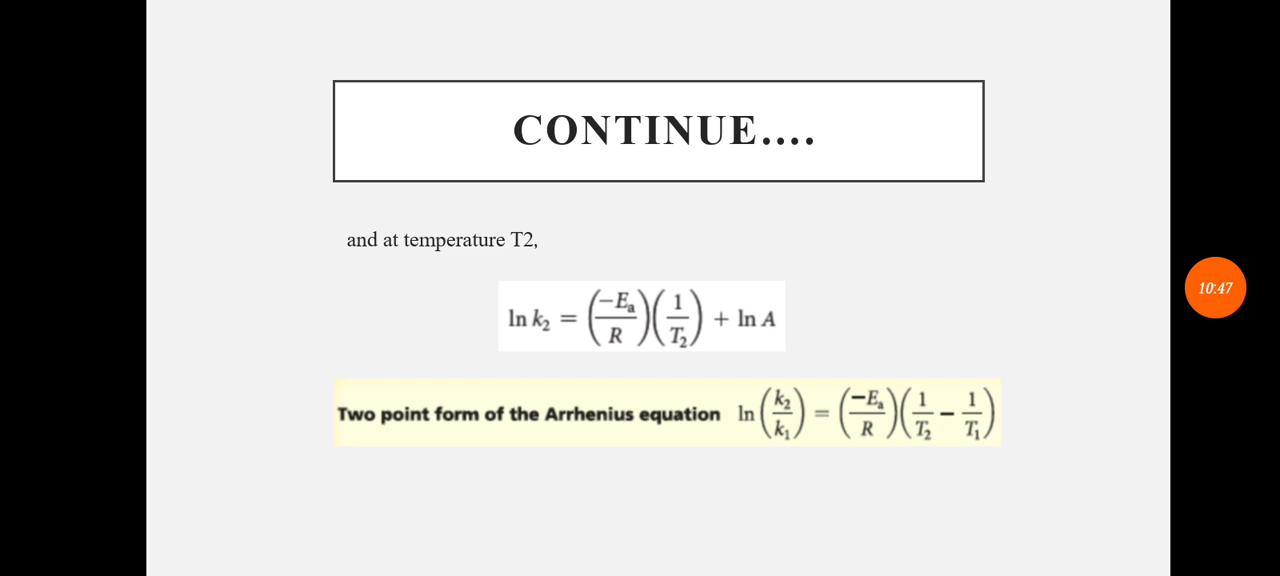 CONTINUE....
and at temperature T2,
ln k₂ = (−Eₐ/R)(1/T₂) + ln A
Two point form of the Arrhenius equation ln(k₂/k₁) = (−Eₐ/R)(1/T₂ − 1/T₁)
10:47